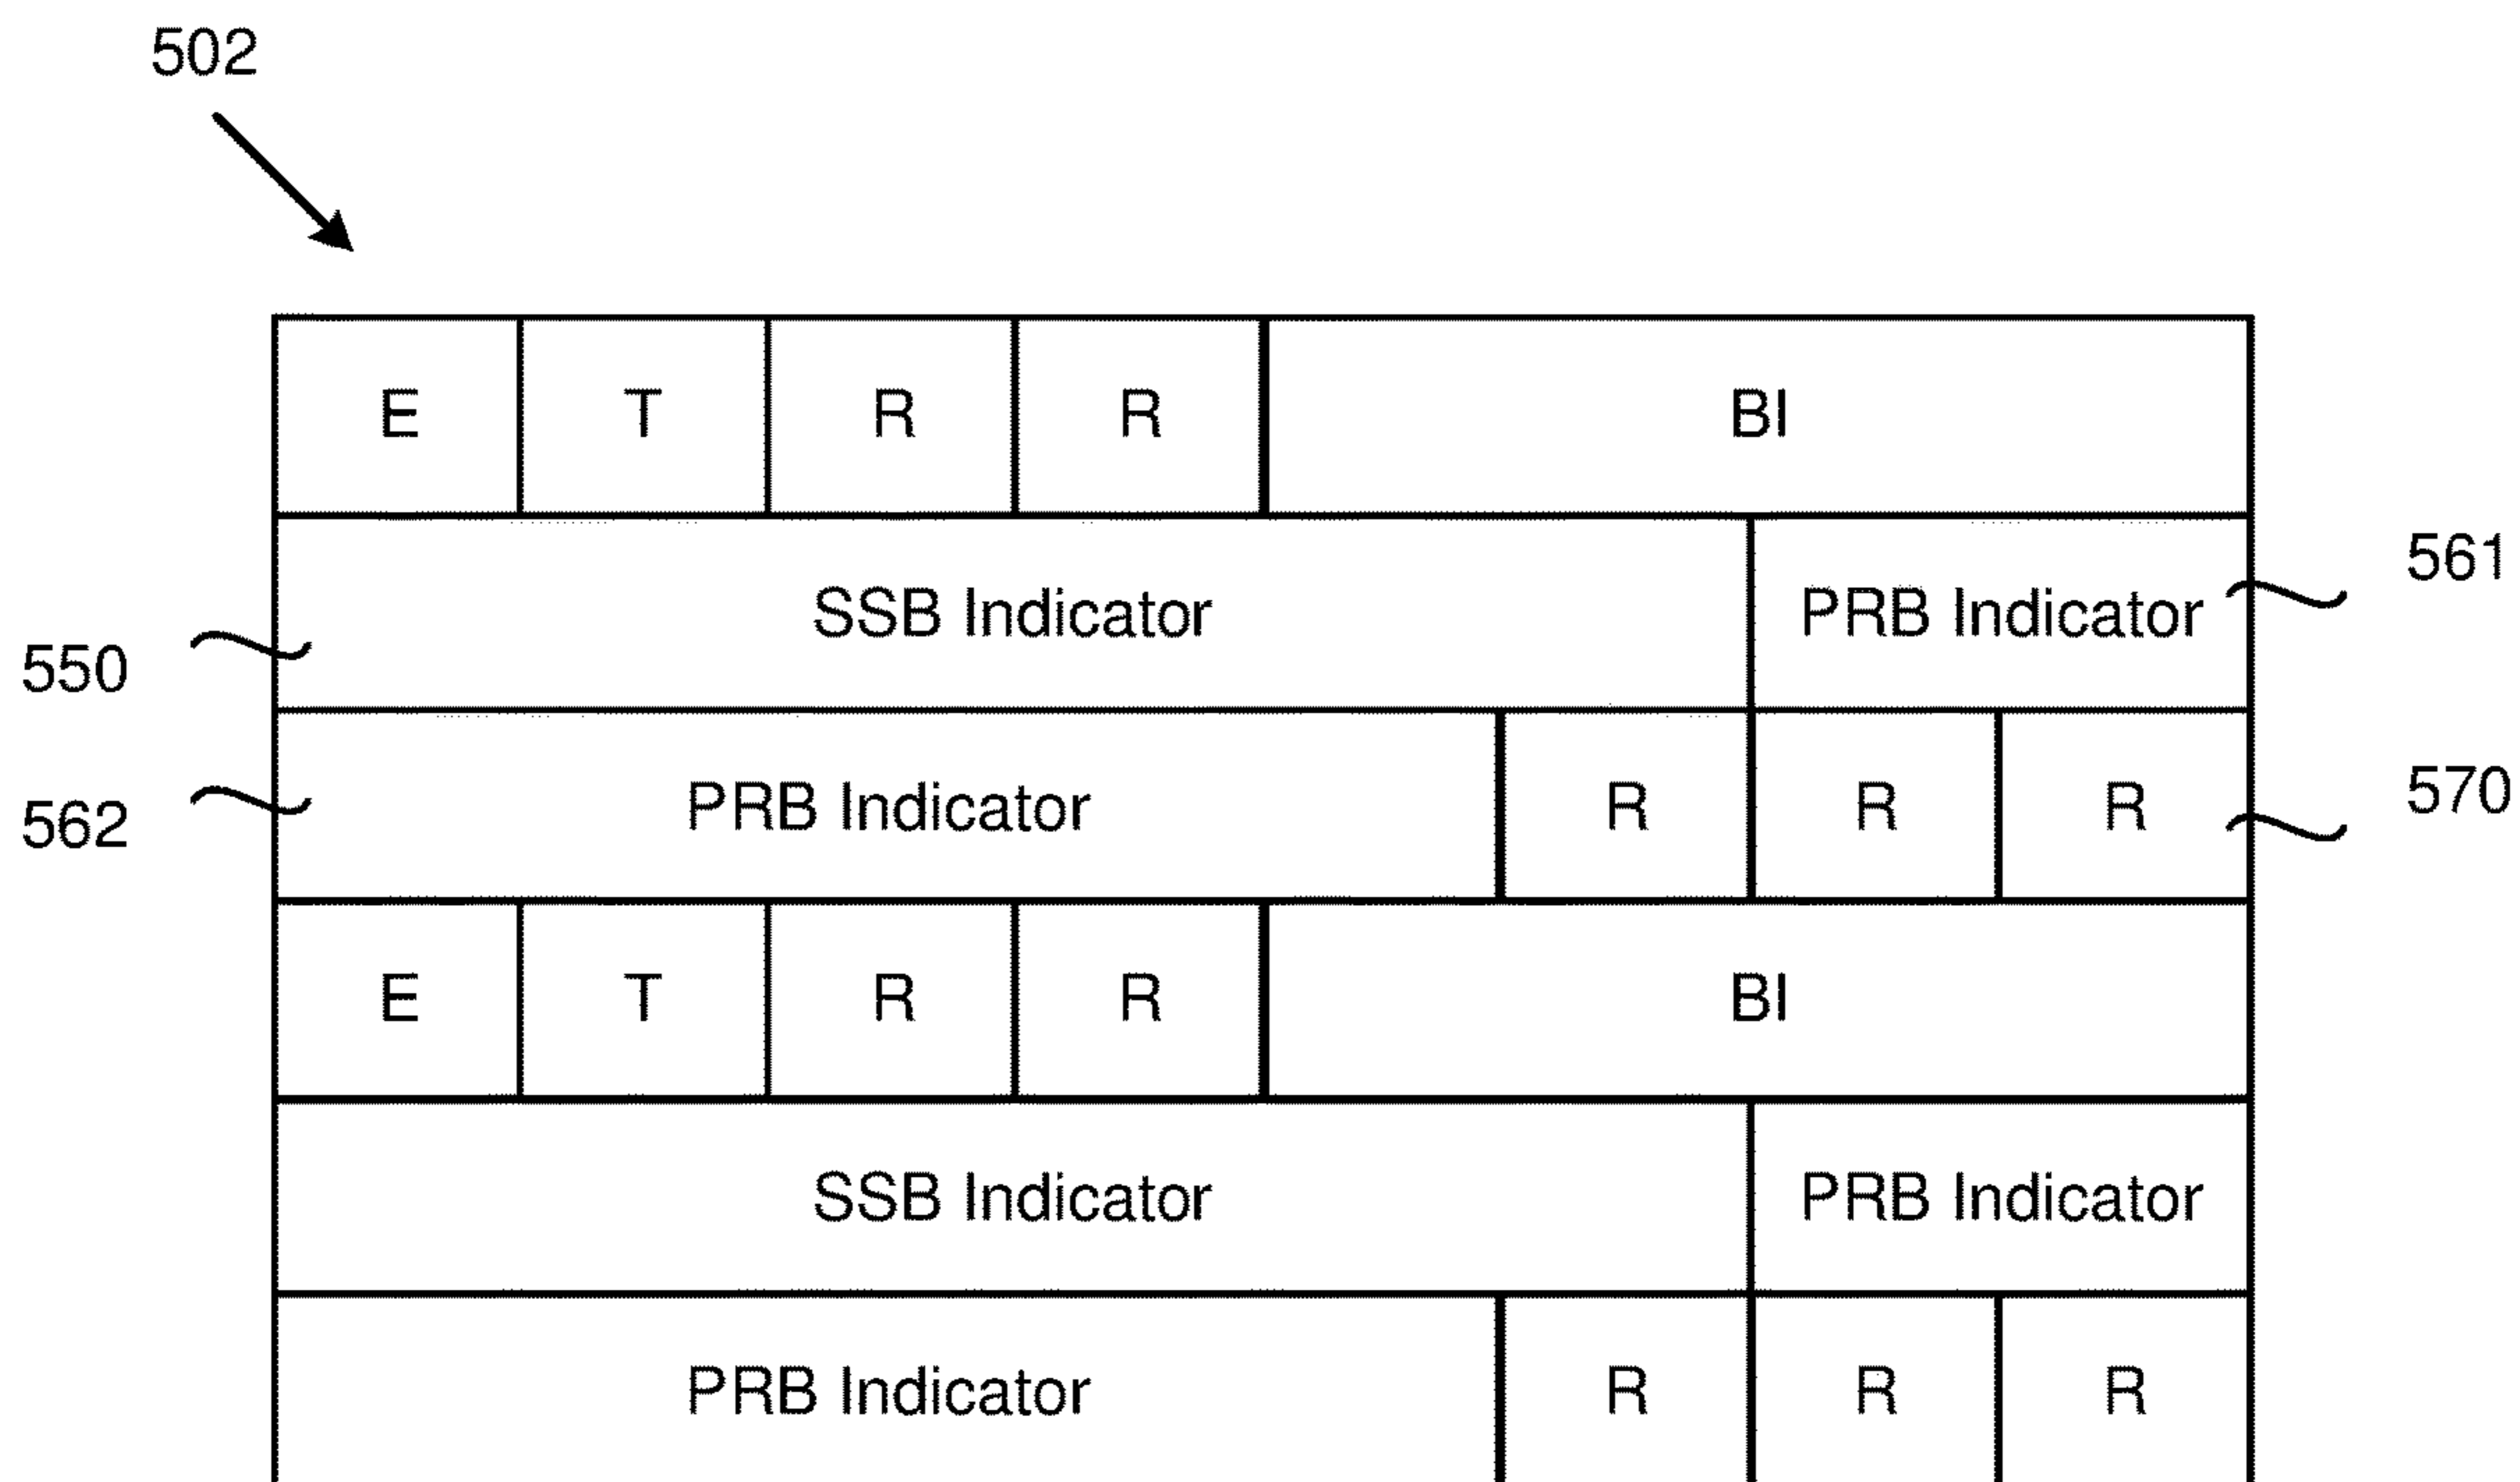 502
E T R R BI
SSB Indicator PRB Indicator 561
550
PRB Indicator R R R 570
562
E T R R BI
SSB Indicator PRB Indicator
PRB Indicator R R R